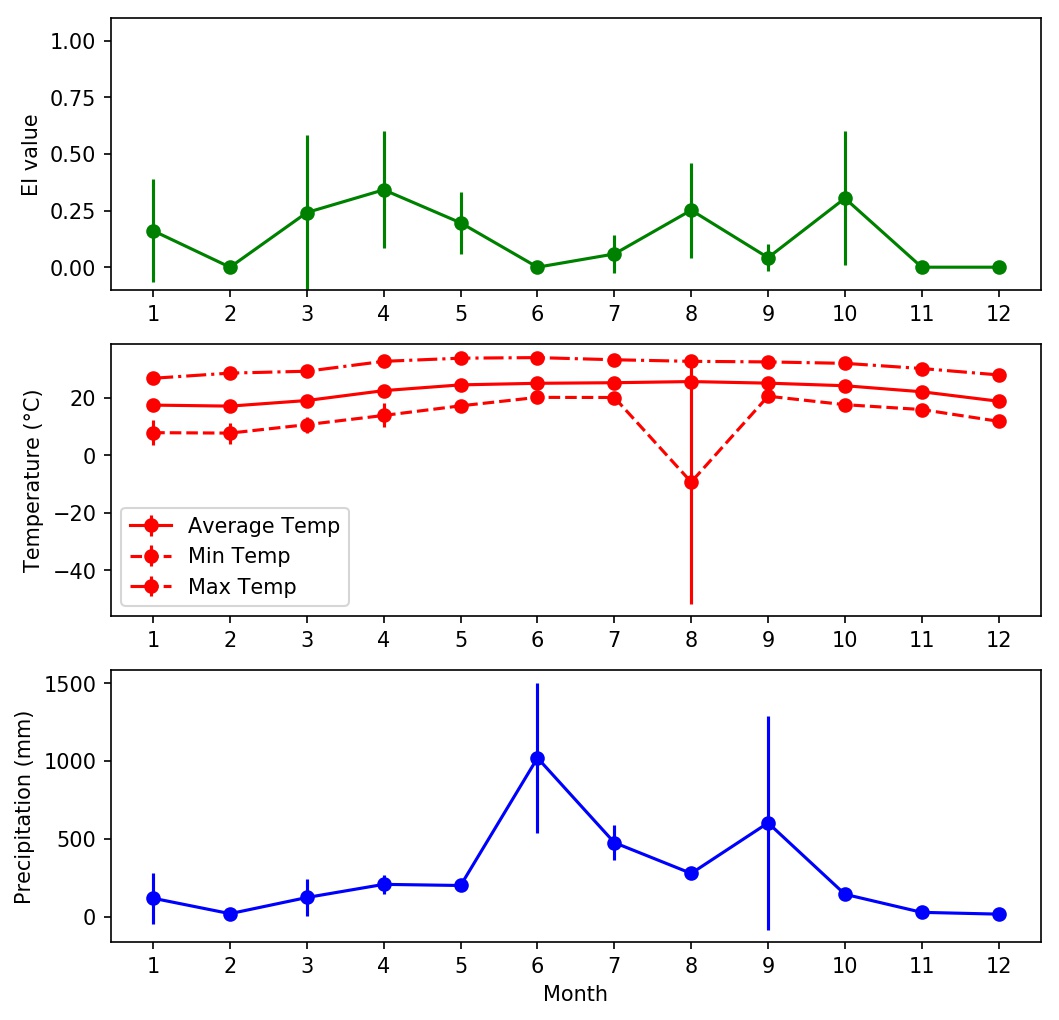 1.00
0.75
0.50
0.25
0.00
EI value
1 2 3 4 5 6 7 8 9 10 11 12
20
0
−20
−40
Temperature (°C)
Average Temp
Min Temp
Max Temp
1 2 3 4 5 6 7 8 9 10 11 12
1500
1000
500
0
Precipitation (mm)
1 2 3 4 5 6 7 8 9 10 11 12
Month